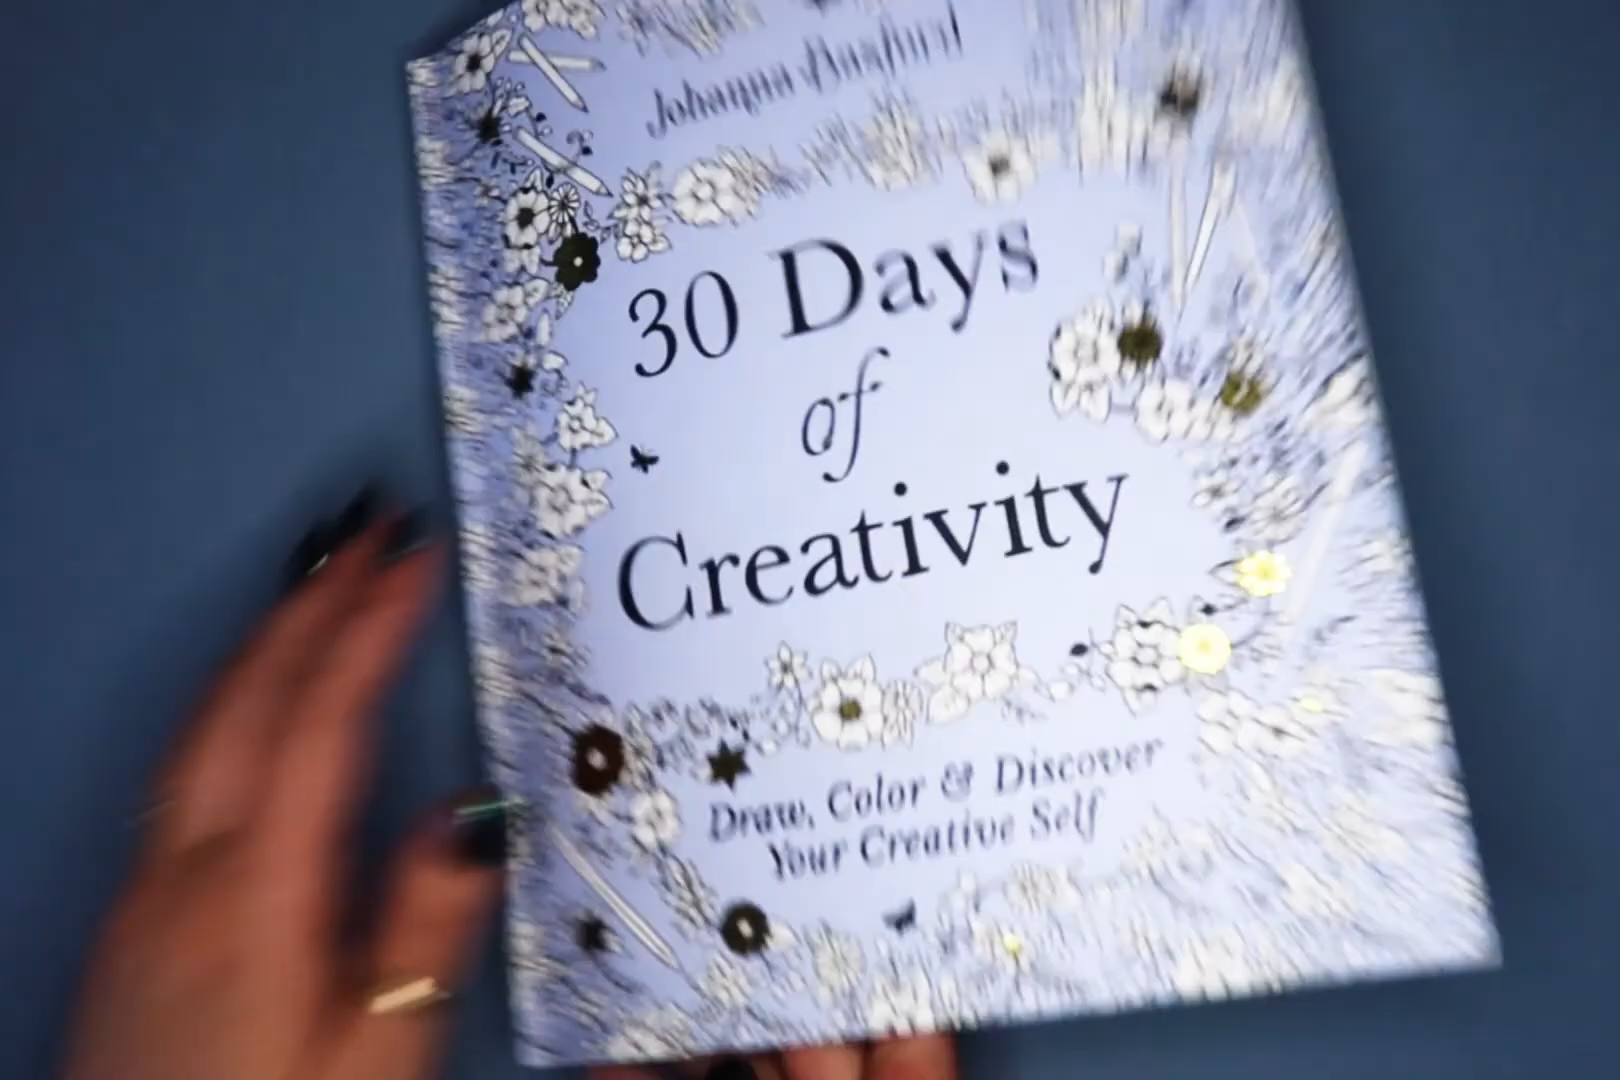 Johanna Basford
30 Days
of
Creativity
Draw, Color & Discover
Your Creative Self